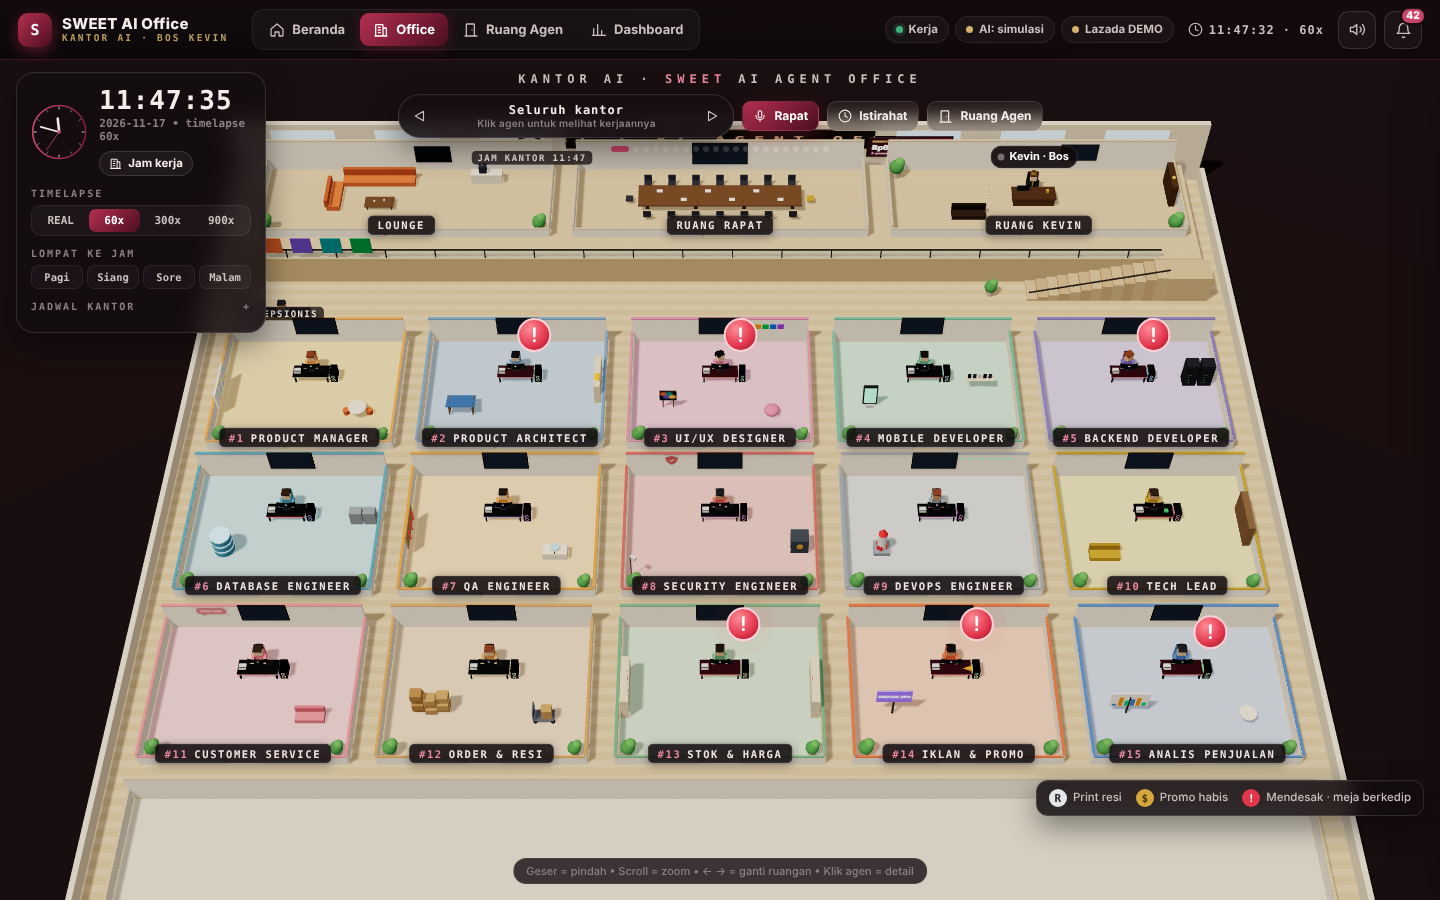 S
SWEET AI Office
KANTOR AI · BOS KEVIN
Beranda
Office
Ruang Agen
Dashboard
Kerja
AI: simulasi
Lazada DEMO
11:47:32 · 60x
42
KANTOR AI · SWEET AI AGENT OFFICE
11:47:35
2026-11-17 • timelapse
60x
Jam kerja
TIMELAPSE
REAL 60x 300x 900x
LOMPAT KE JAM
Pagi Siang Sore Malam
JADWAL KANTOR +
Seluruh kantor
Klik agen untuk melihat kerjaannya
Rapat
Istirahat
Ruang Agen
JAM KANTOR 11:47
Kevin · Bos
LOUNGE
RUANG RAPAT
RUANG KEVIN
EPSIONIS
! ! !
#1 PRODUCT MANAGER
#2 PRODUCT ARCHITECT
#3 UI/UX DESIGNER
#4 MOBILE DEVELOPER
#5 BACKEND DEVELOPER
#6 DATABASE ENGINEER
#7 QA ENGINEER
#8 SECURITY ENGINEER
#9 DEVOPS ENGINEER
#10 TECH LEAD
! ! !
#11 CUSTOMER SERVICE
#12 ORDER & RESI
#13 STOK & HARGA
#14 IKLAN & PROMO
#15 ANALIS PENJUALAN
R Print resi
$ Promo habis
! Mendesak · meja berkedip
Geser = pindah • Scroll = zoom • ← → = ganti ruangan • Klik agen = detail